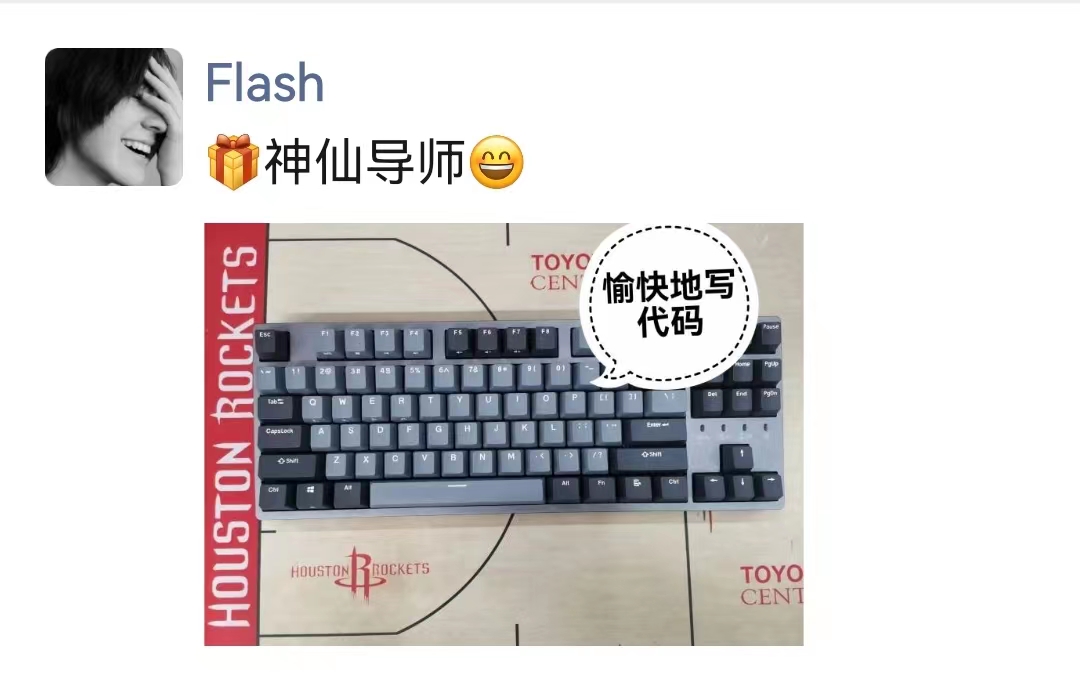 Flash
🎁神仙导师😄
愉快地写
代码
HOUSTON ROCKETS
TOYO
CEN
Esc F1 F2 F3 F4 F5 F6 F7 F8 Pause
Home PgUp
Tab Q W E R T Y U I O P Del End PgDn
CapsLock A S D F G H J K L Enter
Shift Z X C V B N M Shift
Ctrl Alt Alt Fn Ctrl
HOUSTON ROCKETS
TOYO
CENT